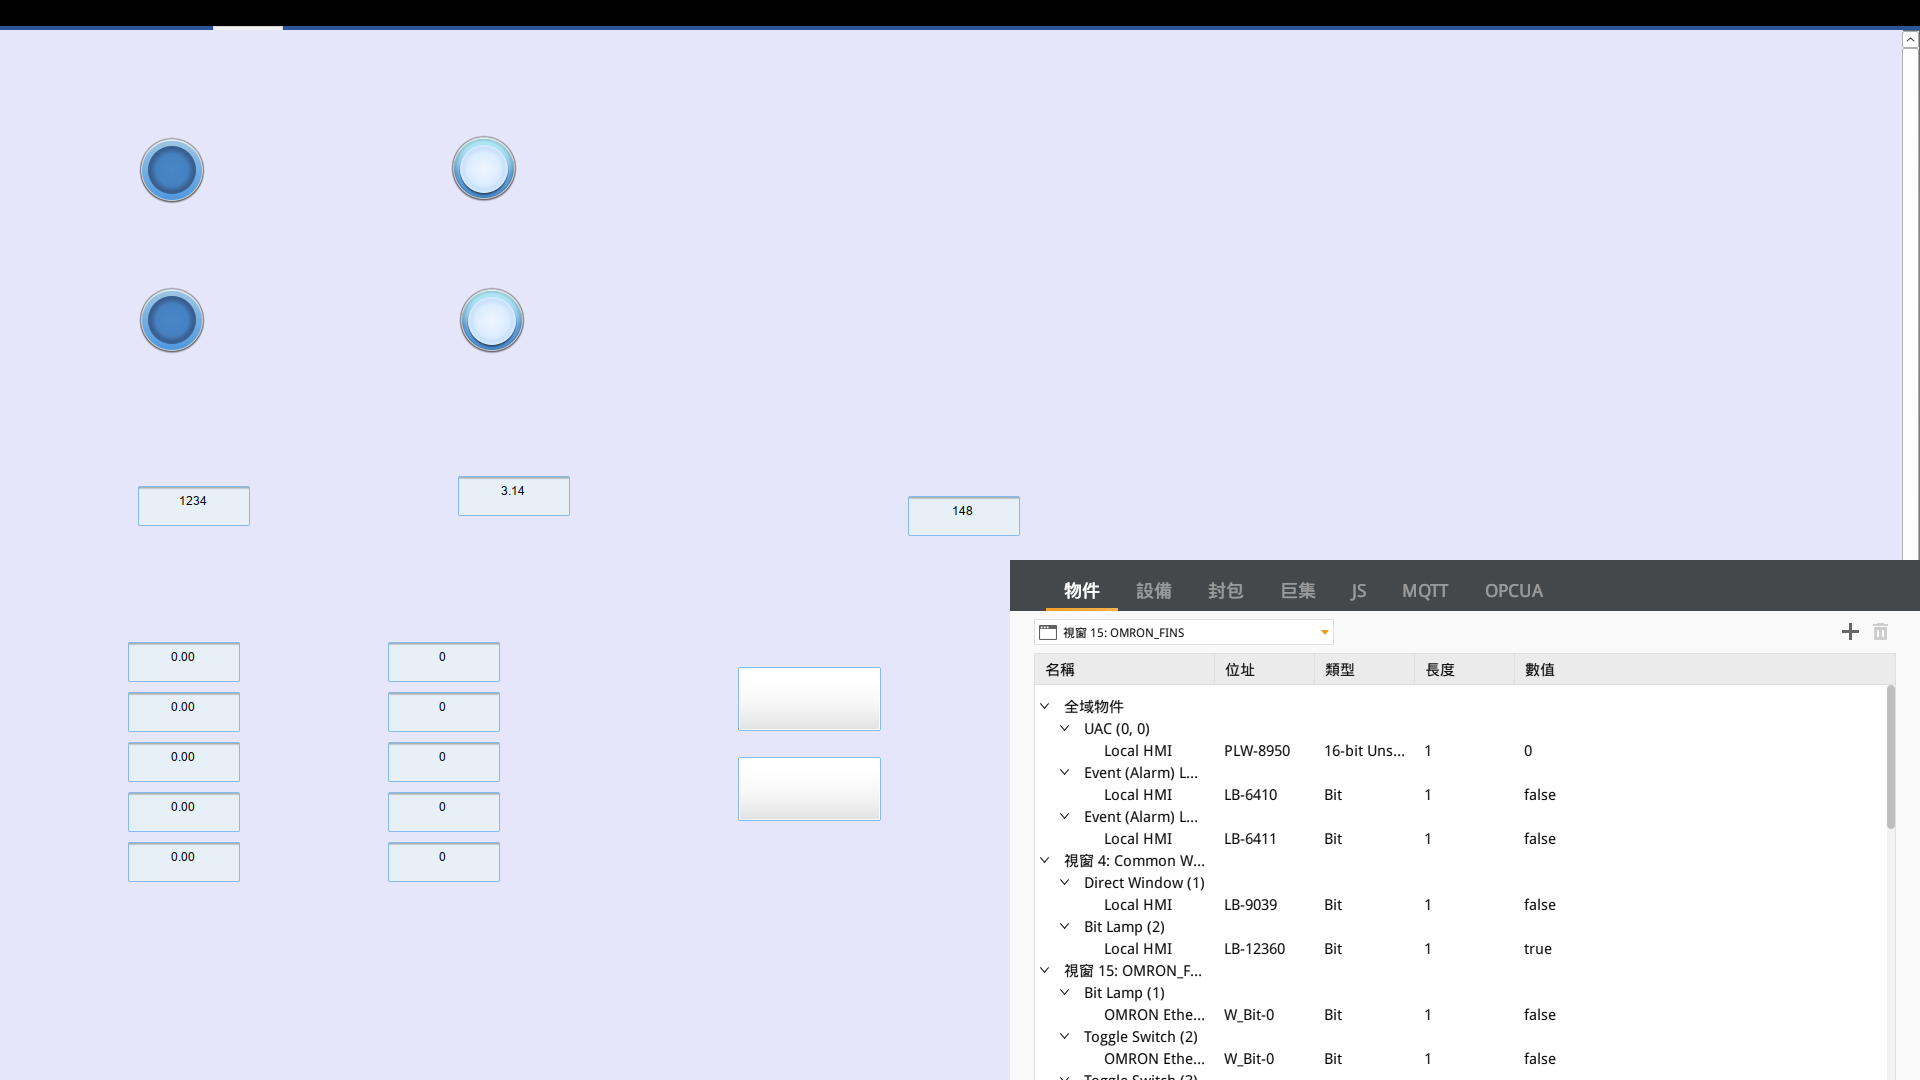 1234
3.14
148
0.00 0
0.00 0
0.00 0
0.00 0
0.00 0
物件 設備 封包 巨集 JS MQTT OPCUA
視窗 15: OMRON_FINS
名稱 位址 類型 長度 數值
全域物件
UAC (0, 0)
Local HMI PLW-8950 16-bit Uns... 1 0
Event (Alarm) L...
Local HMI LB-6410 Bit 1 false
Event (Alarm) L...
Local HMI LB-6411 Bit 1 false
視窗 4: Common W...
Direct Window (1)
Local HMI LB-9039 Bit 1 false
Bit Lamp (2)
Local HMI LB-12360 Bit 1 true
視窗 15: OMRON_F...
Bit Lamp (1)
OMRON Ethe... W_Bit-0 Bit 1 false
Toggle Switch (2)
OMRON Ethe... W_Bit-0 Bit 1 false
Toggle Switch (3)